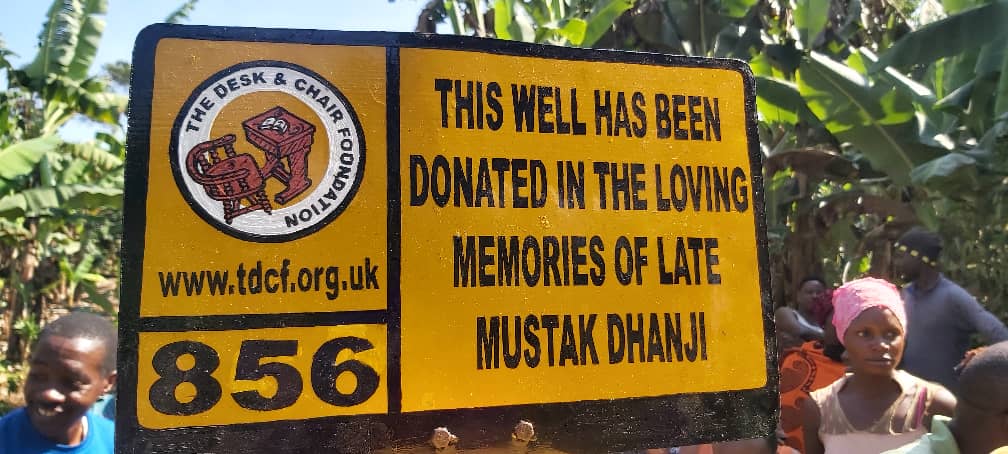 THE DESK & CHAIR FOUNDATION
www.tdcf.org.uk
856
THIS WELL HAS BEEN
DONATED IN THE LOVING
MEMORIES OF LATE
MUSTAK DHANJI